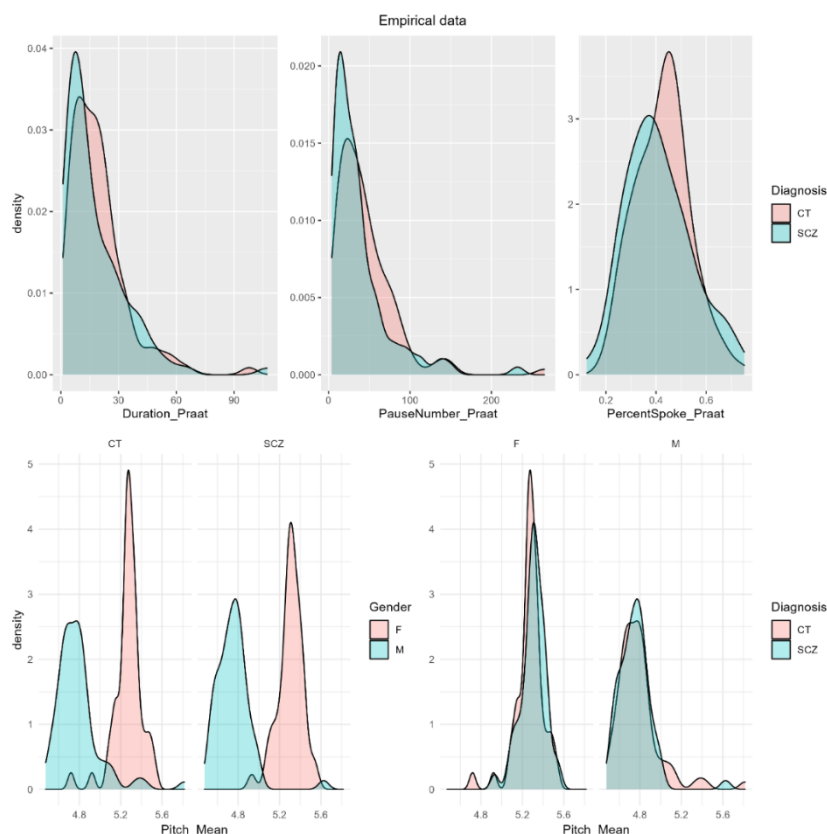 Empirical data
0.04
0.03
0.02
0.01
0.00
density
0 30 60 90
Duration_Praat
0.020
0.015
0.010
0.005
0.000
0 100 200
PauseNumber_Praat
3
2
1
0
0.2 0.4 0.6
PercentSpoke_Praat
Diagnosis
CT
SCZ
CT SCZ
5
4
3
2
1
0
density
4.8 5.2 5.6 4.8 5.2 5.6
Pitch_Mean
Gender
F
M
F M
5
4
3
2
1
0
4.8 5.2 5.6 4.8 5.2 5.6
Pitch_Mean
Diagnosis
CT
SCZ